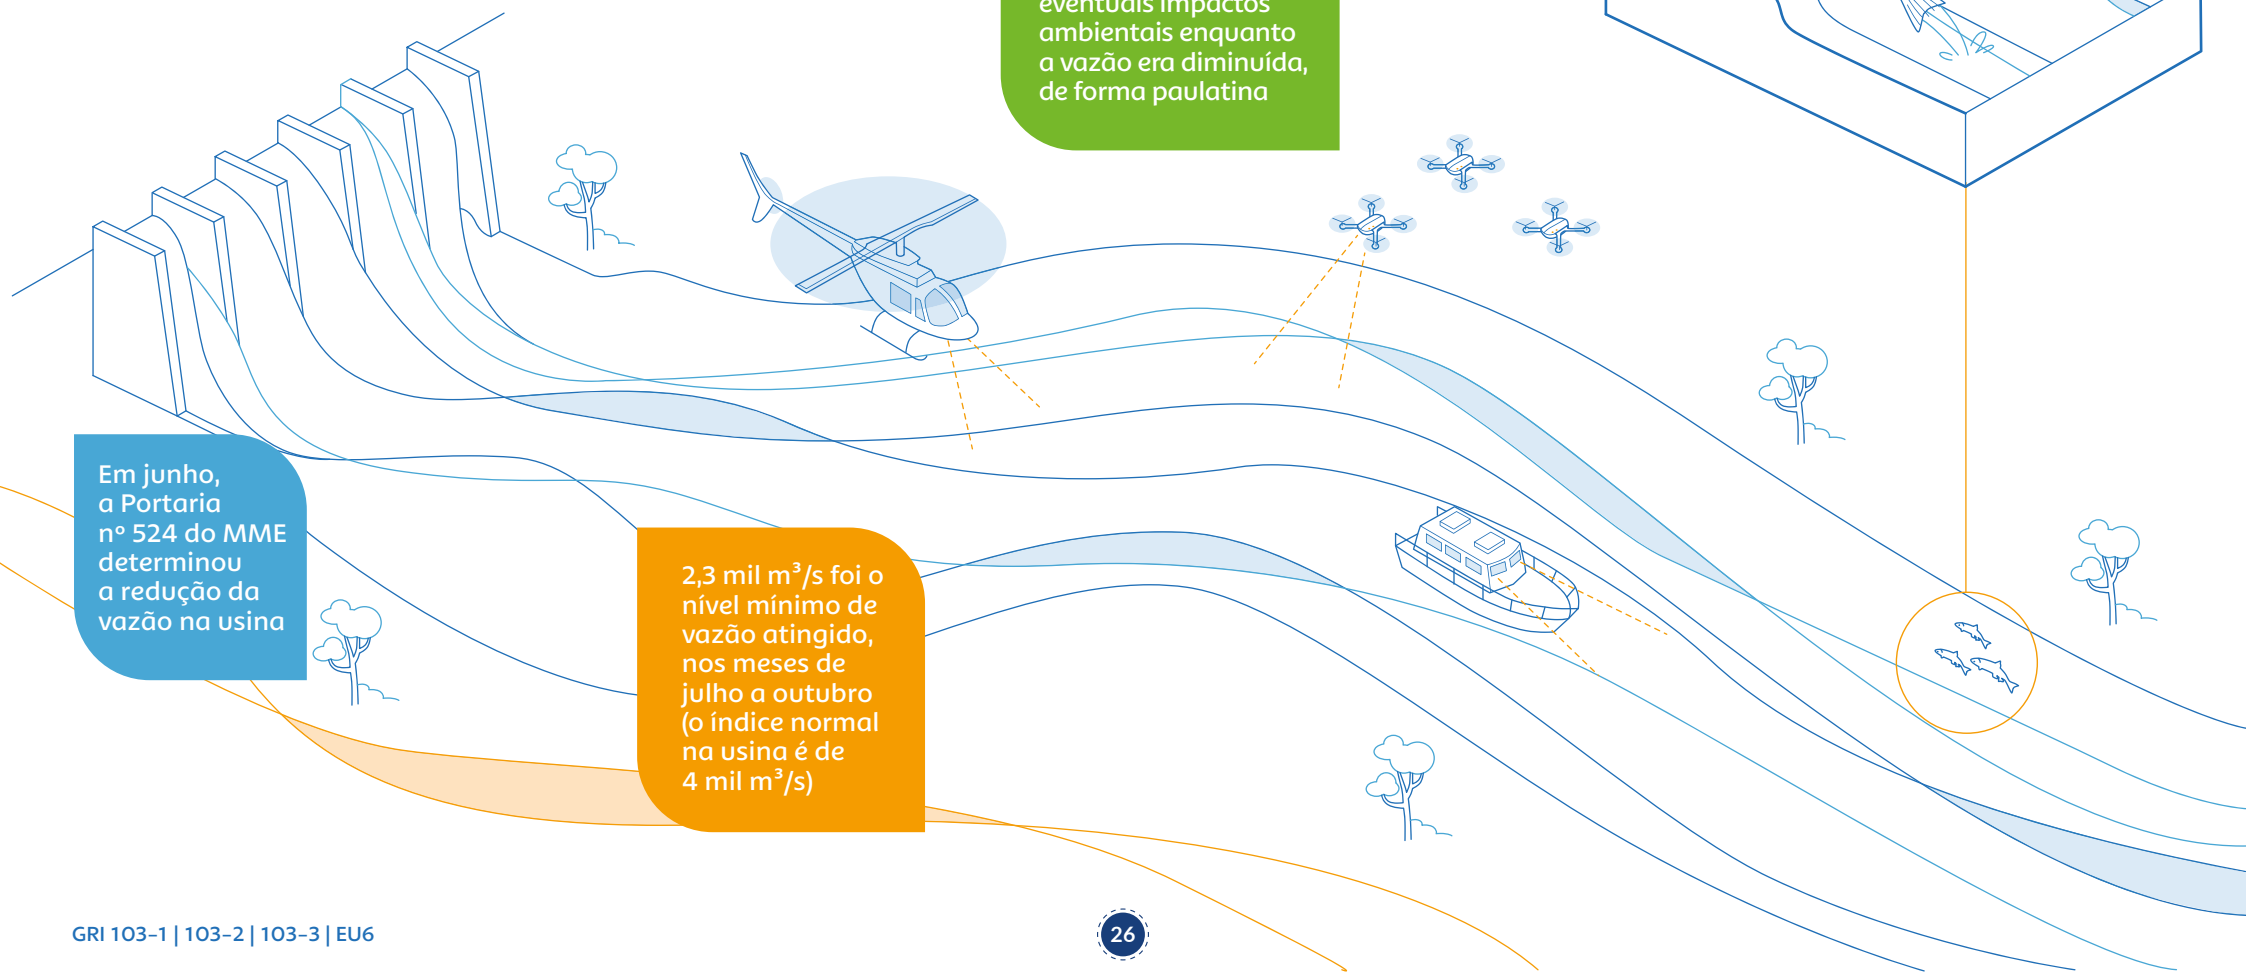 eventuais impactos
ambientais enquanto
a vazão era diminuída,
de forma paulatina
Em junho,
a Portaria
nº 524 do MME
determinou
a redução da
vazão na usina
2,3 mil m³/s foi o
nível mínimo de
vazão atingido,
nos meses de
julho a outubro
(o índice normal
na usina é de
4 mil m³/s)
GRI 103-1 | 103-2 | 103-3 | EU6
26